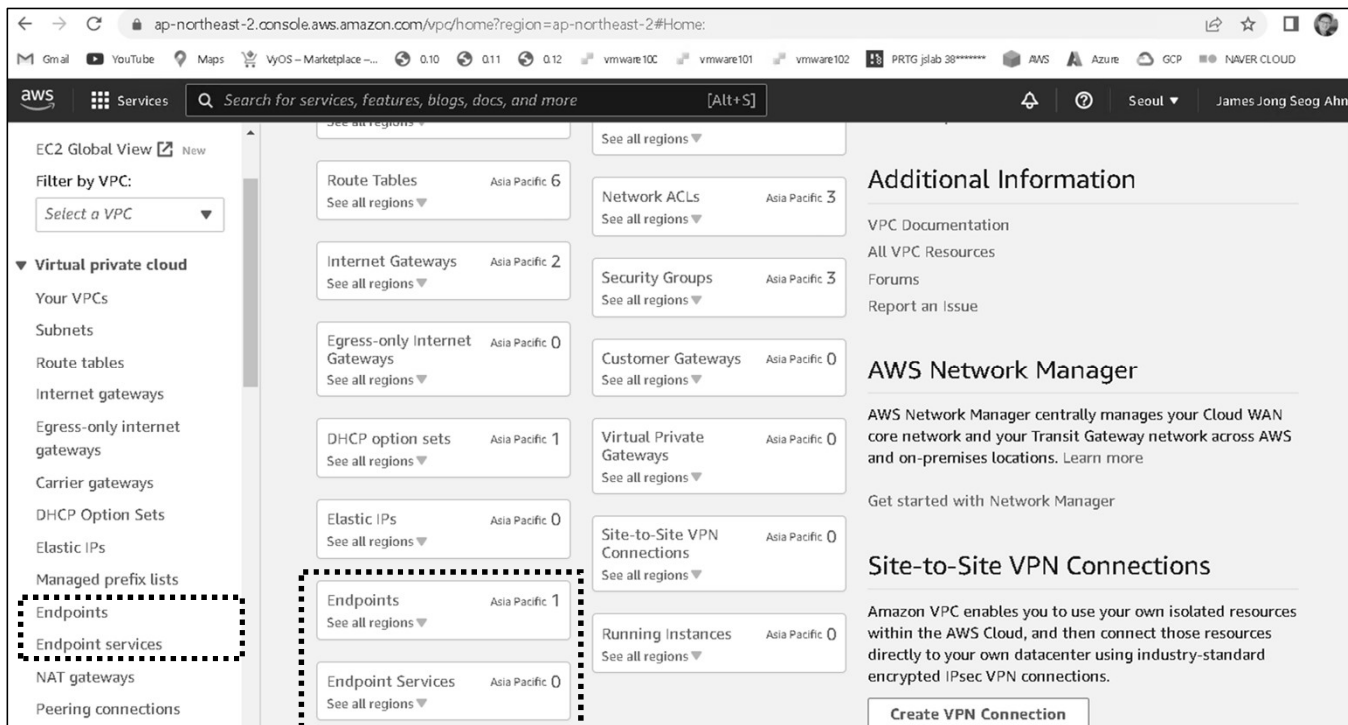 ap-northeast-2.console.aws.amazon.com/vpc/home?region=ap-northeast-2#Home:
Gmail YouTube Maps VyOS – Marketplace –... 0.10 0.11 0.12 vmware100 vmware101 vmware102 PRTG jslab 38******* AWS Azure GCP NAVER CLOUD
aws Services Search for services, features, blogs, docs, and more [Alt+S] Seoul ▼ James Jong Seog Ahn
EC2 Global View New
Filter by VPC:
Select a VPC ▼
▼ Virtual private cloud
Your VPCs
Subnets
Route tables
Internet gateways
Egress-only internet
gateways
Carrier gateways
DHCP Option Sets
Elastic IPs
Managed prefix lists
Endpoints
Endpoint services
NAT gateways
Peering connections
See all regions ▼
Route Tables Asia Pacific 6
See all regions ▼
Internet Gateways Asia Pacific 2
See all regions ▼
Egress-only Internet Asia Pacific 0
Gateways
See all regions ▼
DHCP option sets Asia Pacific 1
See all regions ▼
Elastic IPs Asia Pacific 0
See all regions ▼
Endpoints Asia Pacific 1
See all regions ▼
Endpoint Services Asia Pacific 0
See all regions ▼
See all regions ▼
Network ACLs Asia Pacific 3
See all regions ▼
Security Groups Asia Pacific 3
See all regions ▼
Customer Gateways Asia Pacific 0
See all regions ▼
Virtual Private Asia Pacific 0
Gateways
See all regions ▼
Site-to-Site VPN Asia Pacific 0
Connections
See all regions ▼
Running Instances Asia Pacific 0
See all regions ▼
Additional Information
VPC Documentation
All VPC Resources
Forums
Report an Issue
AWS Network Manager
AWS Network Manager centrally manages your Cloud WAN
core network and your Transit Gateway network across AWS
and on-premises locations. Learn more
Get started with Network Manager
Site-to-Site VPN Connections
Amazon VPC enables you to use your own isolated resources
within the AWS Cloud, and then connect those resources
directly to your own datacenter using industry-standard
encrypted IPsec VPN connections.
Create VPN Connection